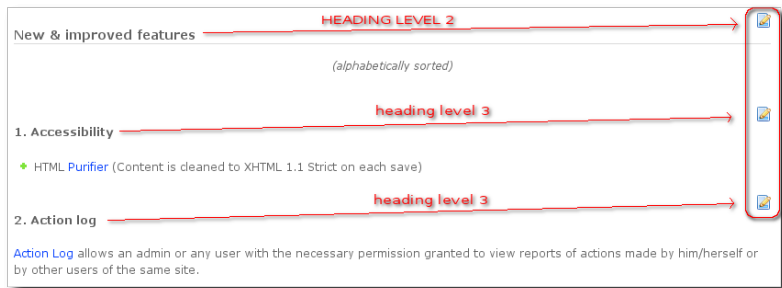 HEADING LEVEL 2
New & improved features
(alphabetically sorted)
heading level 3
1. Accessibility
HTML Purifier (Content is cleaned to XHTML 1.1 Strict on each save)
heading level 3
2. Action log
Action Log allows an admin or any user with the necessary permission granted to view reports of actions made by him/herself or
by other users of the same site.